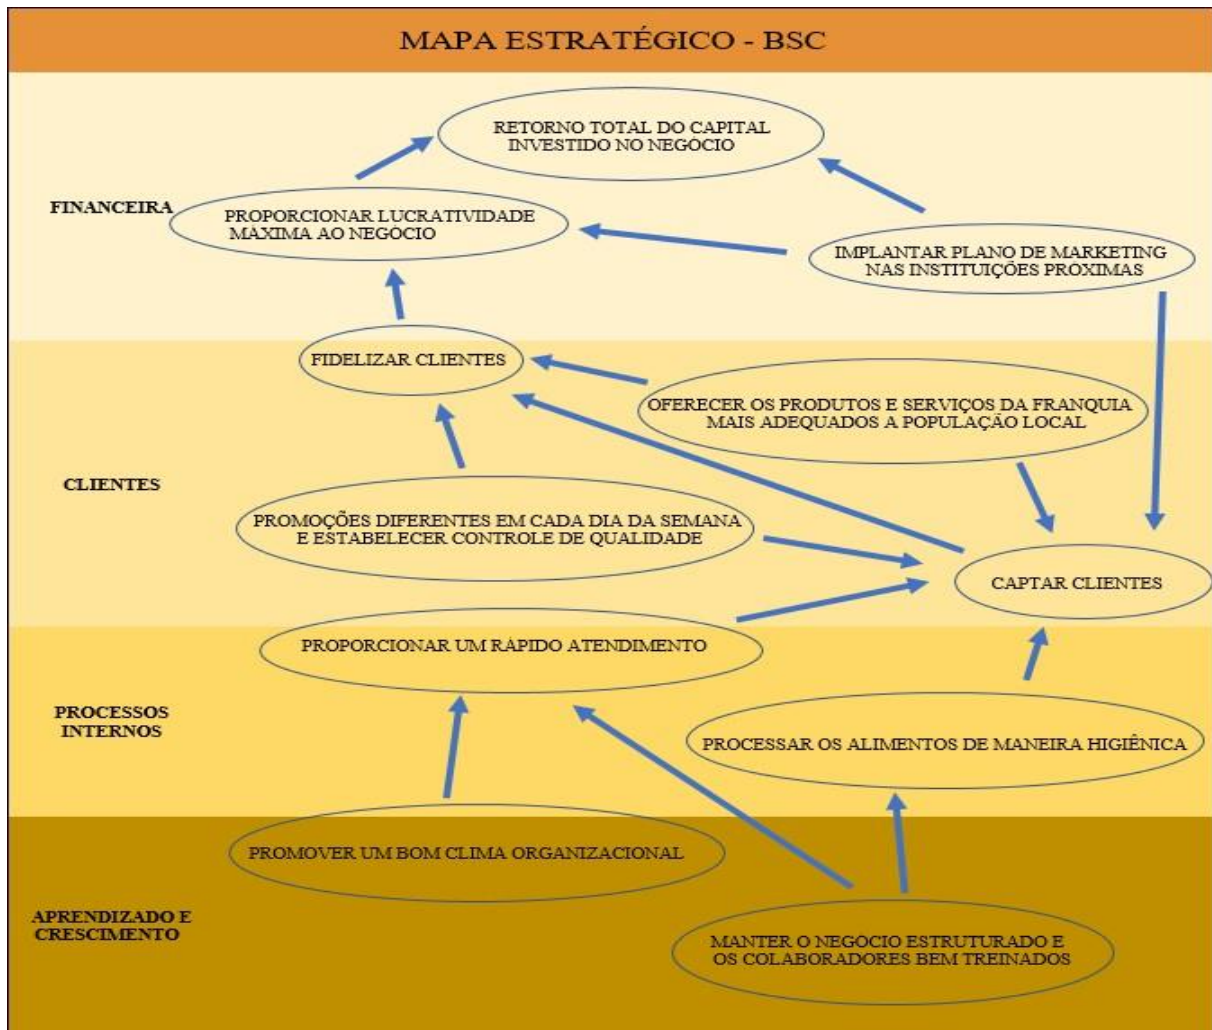 MAPA ESTRATÉGICO - BSC
RETORNO TOTAL DO CAPITAL
INVESTIDO NO NEGÓCIO
FINANCEIRA
PROPORCIONAR LUCRATIVIDADE
MÁXIMA AO NEGÓCIO
IMPLANTAR PLANO DE MARKETING
NAS INSTITUIÇÕES PRÓXIMAS
FIDELIZAR CLIENTES
OFERECER OS PRODUTOS E SERVIÇOS DA FRANQUIA
MAIS ADEQUADOS A POPULAÇÃO LOCAL
CLIENTES
PROMOÇÕES DIFERENTES EM CADA DIA DA SEMANA
E ESTABELECER CONTROLE DE QUALIDADE
CAPTAR CLIENTES
PROPORCIONAR UM RÁPIDO ATENDIMENTO
PROCESSOS
INTERNOS
PROCESSAR OS ALIMENTOS DE MANEIRA HIGIÊNICA
PROMOVER UM BOM CLIMA ORGANIZACIONAL
APRENDIZADO E
CRESCIMENTO
MANTER O NEGÓCIO ESTRUTURADO E
OS COLABORADORES BEM TREINADOS